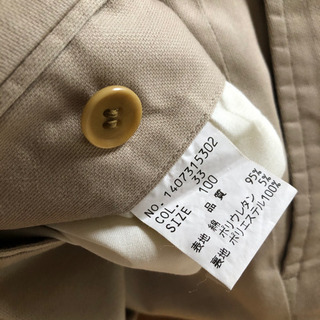 NO. 1407315302
COL. 33
SIZE 100
品質
表地 綿 95%
ポリウレタン 5%
裏地 ポリエステル100%